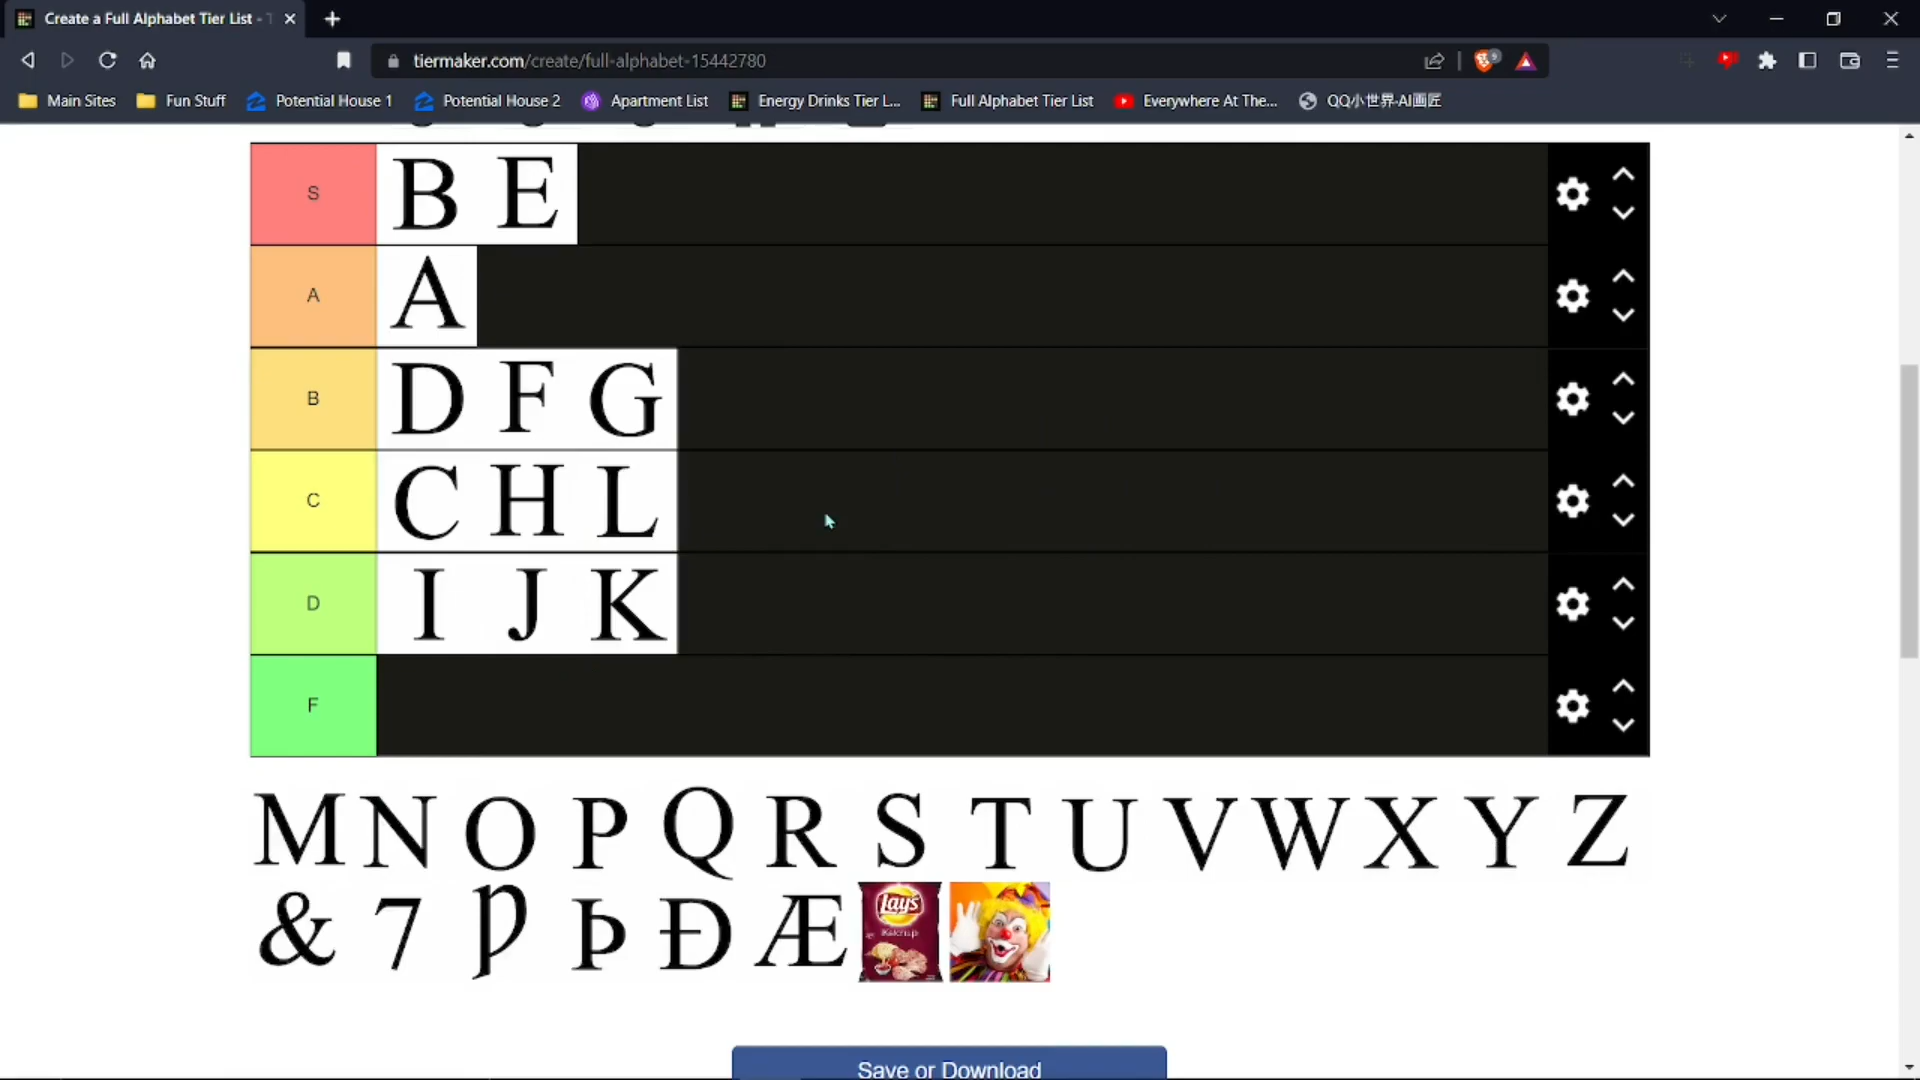 Create a Full Alphabet Tier List -
tiermaker.com/create/full-alphabet-15442780
Main Sites Fun Stuff Potential House 1 Potential House 2 Apartment List Energy Drinks Tier L... Full Alphabet Tier List Everywhere At The... QQ小世界-AI画匠
S B E
A A
B D F G
C C H L
D I J K
F
M N O P Q R S T U V W X Y Z
& 7 Ƿ Þ Ð Æ Lay's Ketchup
Save or Download